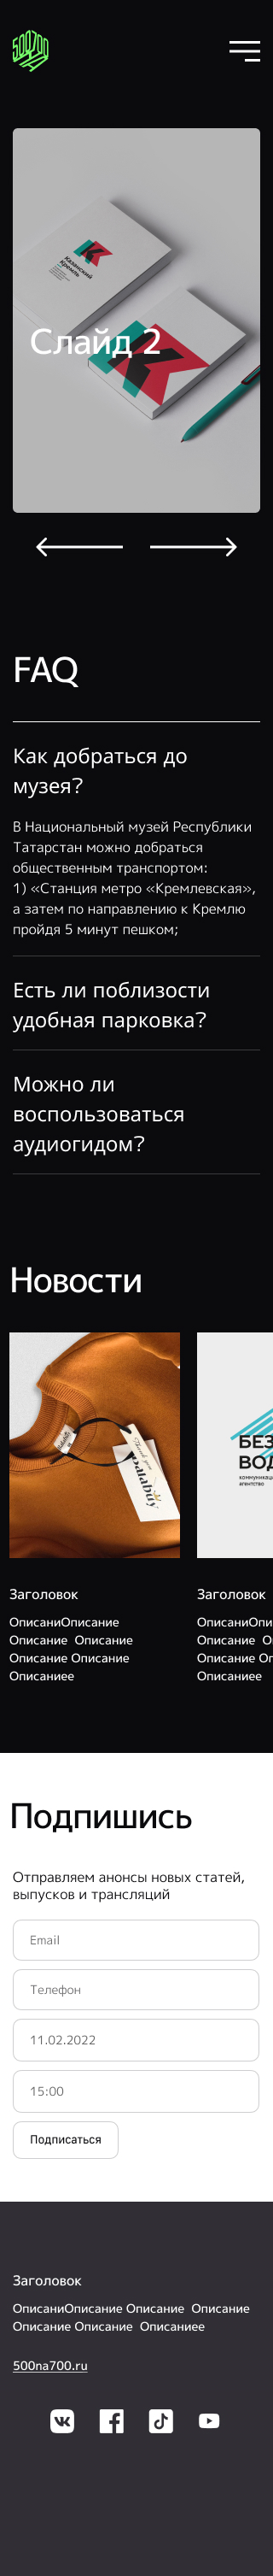 500
700
Казанский
Кремль
Слайд 2
FAQ
Как добраться до
музея?
В Национальный музей Республики
Татарстан можно добраться
общественным транспортом:
1) «Станция метро «Кремлевская»,
а затем по направлению к Кремлю
пройдя 5 минут пешком;
Есть ли поблизости
удобная парковка?
Можно ли
воспользоваться
аудиогидом?
Новости
Заголовок
ОписаниОписание
Описание  Описание
Описание Описание
Описаниее
БЕЗ
ВОД
коммуникац
агентство
Заголовок
ОписаниОпи
Описание  О
Описание Оп
Описаниее
Подпишись
Отправляем анонсы новых статей,
выпусков и трансляций
Email
Телефон
11.02.2022
15:00
Подписаться
Заголовок
ОписаниОписание Описание  Описание
Описание Описание  Описаниее
500na700.ru